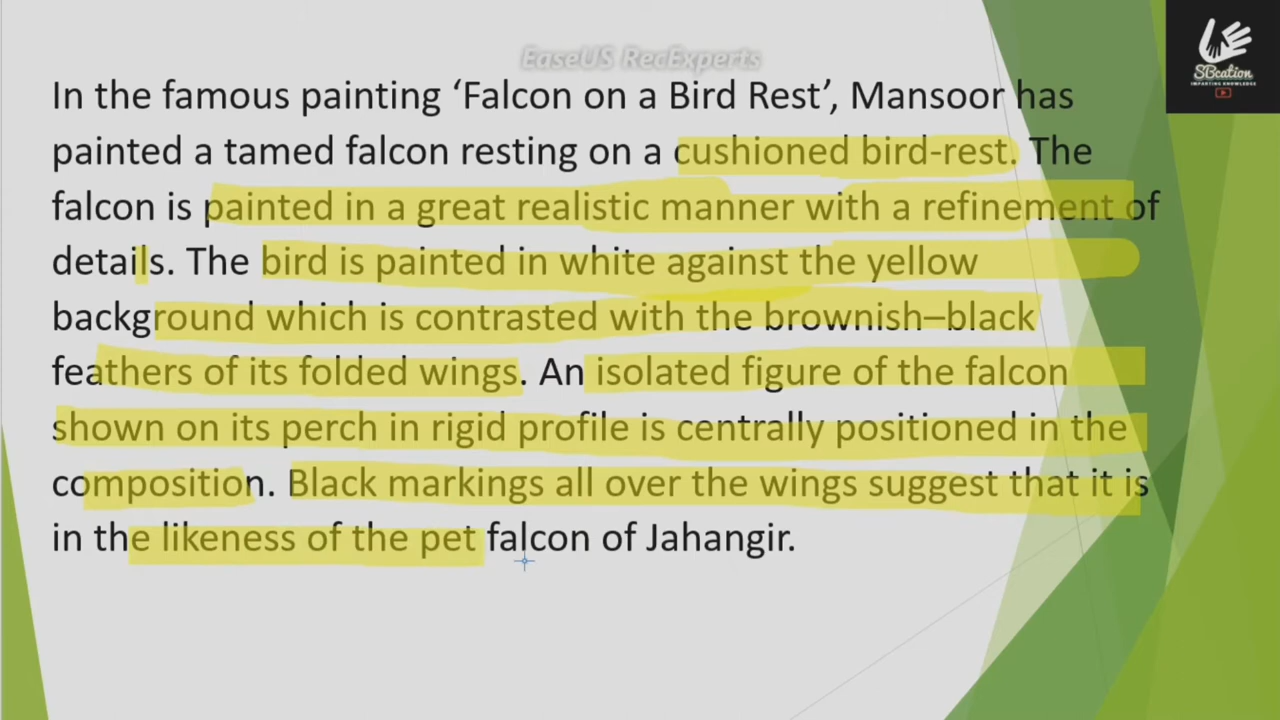 EaseUS RecExperts
SBcation
IMPARTING KNOWLEDGE
In the famous painting ‘Falcon on a Bird Rest’, Mansoor has
painted a tamed falcon resting on a cushioned bird-rest. The
falcon is painted in a great realistic manner with a refinement of
details. The bird is painted in white against the yellow
background which is contrasted with the brownish–black
feathers of its folded wings. An isolated figure of the falcon
shown on its perch in rigid profile is centrally positioned in the
composition. Black markings all over the wings suggest that it is
in the likeness of the pet falcon of Jahangir.